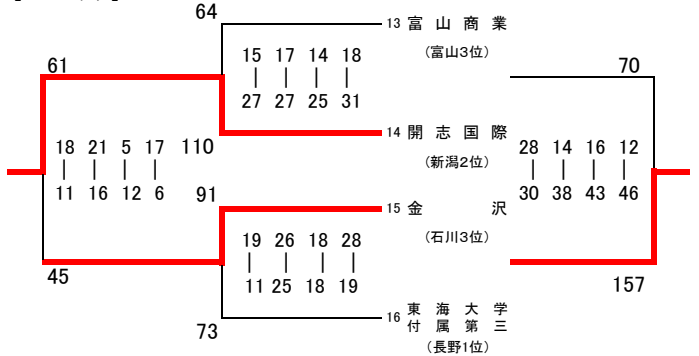 64
13 富山商業
(富山3位)
15 17 14 18
| | | |
27 27 25 31
61
70
14 開志国際
(新潟2位)
18 21 5 17
| | | |
11 16 12 6
110
28 14 16 12
| | | |
30 38 43 46
91
15 金沢
(石川3位)
19 26 18 28
| | | |
11 25 18 19
45
157
16 東海大学
付属第三
(長野1位)
73